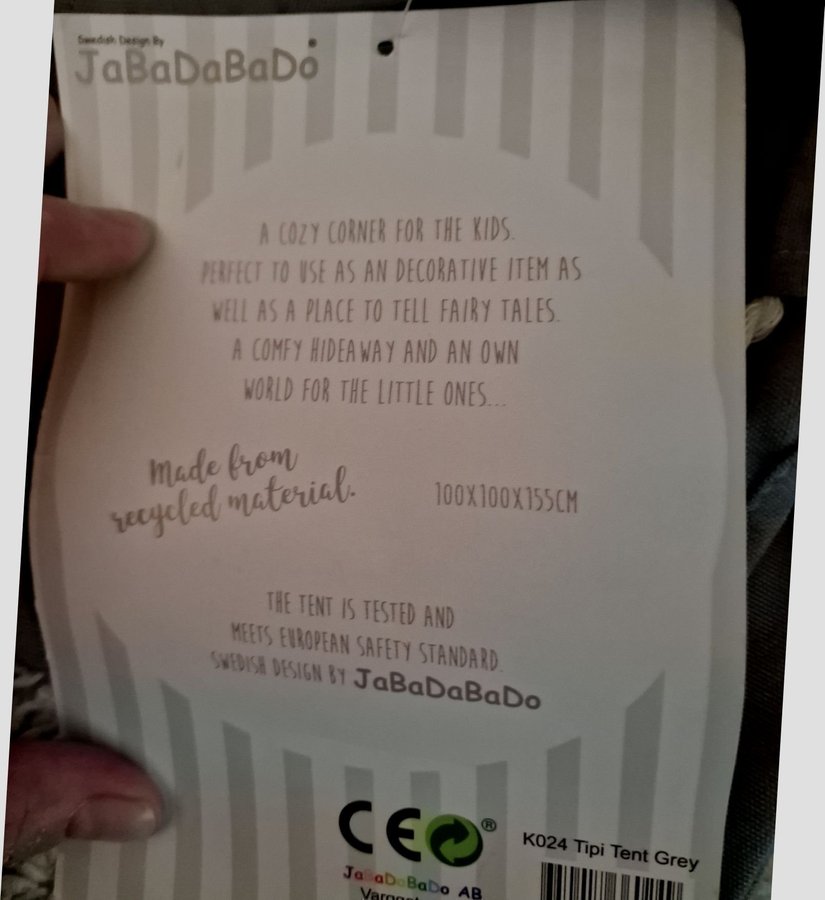 Swedish Design By
JaBaDaBaDo
A COZY CORNER FOR THE KIDS.
PERFECT TO USE AS AN DECORATIVE ITEM AS
WELL AS A PLACE TO TELL FAIRY TALES.
A COMFY HIDEAWAY AND AN OWN
WORLD FOR THE LITTLE ONES...
Made from
recycled material.
100X100X155CM
THE TENT IS TESTED AND
MEETS EUROPEAN SAFETY STANDARD.
SWEDISH DESIGN BY JaBaDaBaDo
CE ®
K024 Tipi Tent Grey
JaBaDaBaDo AB